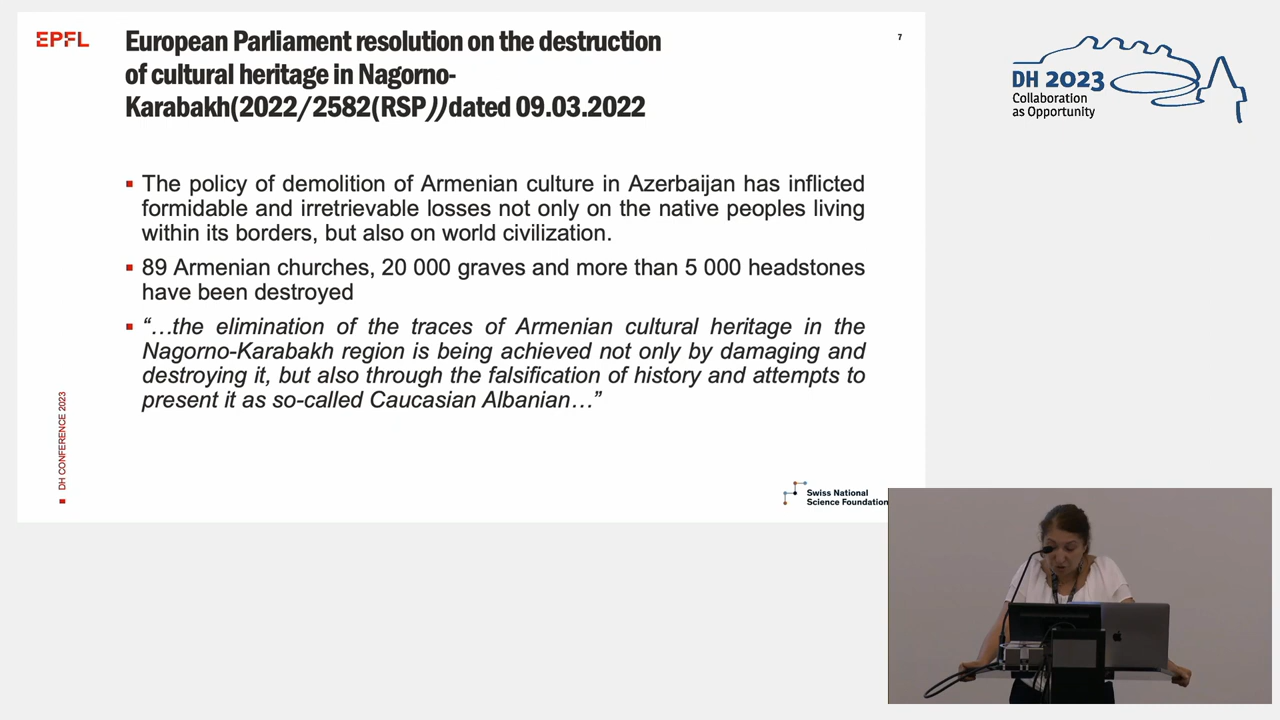 EPFL
European Parliament resolution on the destruction
of cultural heritage in Nagorno-
Karabakh(2022/2582(RSP))dated 09.03.2022
7
▪ The policy of demolition of Armenian culture in Azerbaijan has inflicted
formidable and irretrievable losses not only on the native peoples living
within its borders, but also on world civilization.
▪ 89 Armenian churches, 20 000 graves and more than 5 000 headstones
have been destroyed
▪ “…the elimination of the traces of Armenian cultural heritage in the
Nagorno-Karabakh region is being achieved not only by damaging and
destroying it, but also through the falsification of history and attempts to
present it as so-called Caucasian Albanian…”
▪ DH CONFERENCE 2023
Swiss National
Science Foundation
DH 2023
Collaboration
as Opportunity